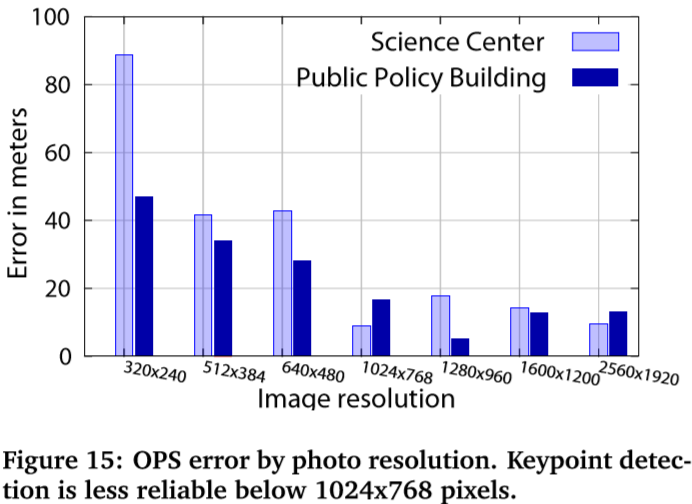 100
80
60
40
20
0
Error in meters
Science Center
Public Policy Building
320x240 512x384 640x480 1024x768 1280x960 1600x1200 2560x1920
Image resolution
Figure 15: OPS error by photo resolution. Keypoint detec-
tion is less reliable below 1024x768 pixels.